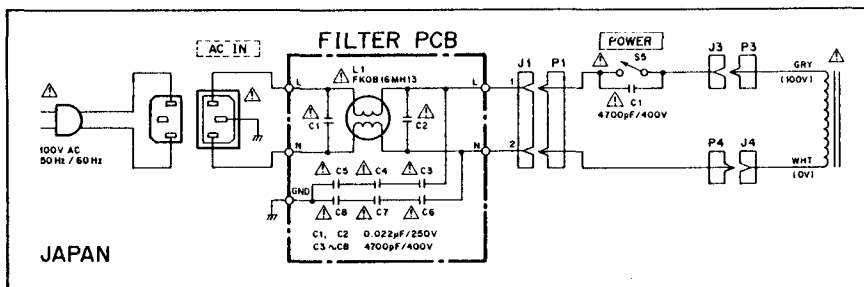 FILTER PCB
AC IN
POWER
L1
FK0B16MH13
J1
P1
S5
J3
P3
L
L
1
GRY
(100V)
C1
C2
C1
4700pF/400V
100V AC
50Hz/60Hz
N
N
2
P4
J4
WHT
(0V)
C5
C4
C3
GND
C8
C7
C6
C1, C2 0.022μF/250V
C3~C8 4700pF/400V
JAPAN